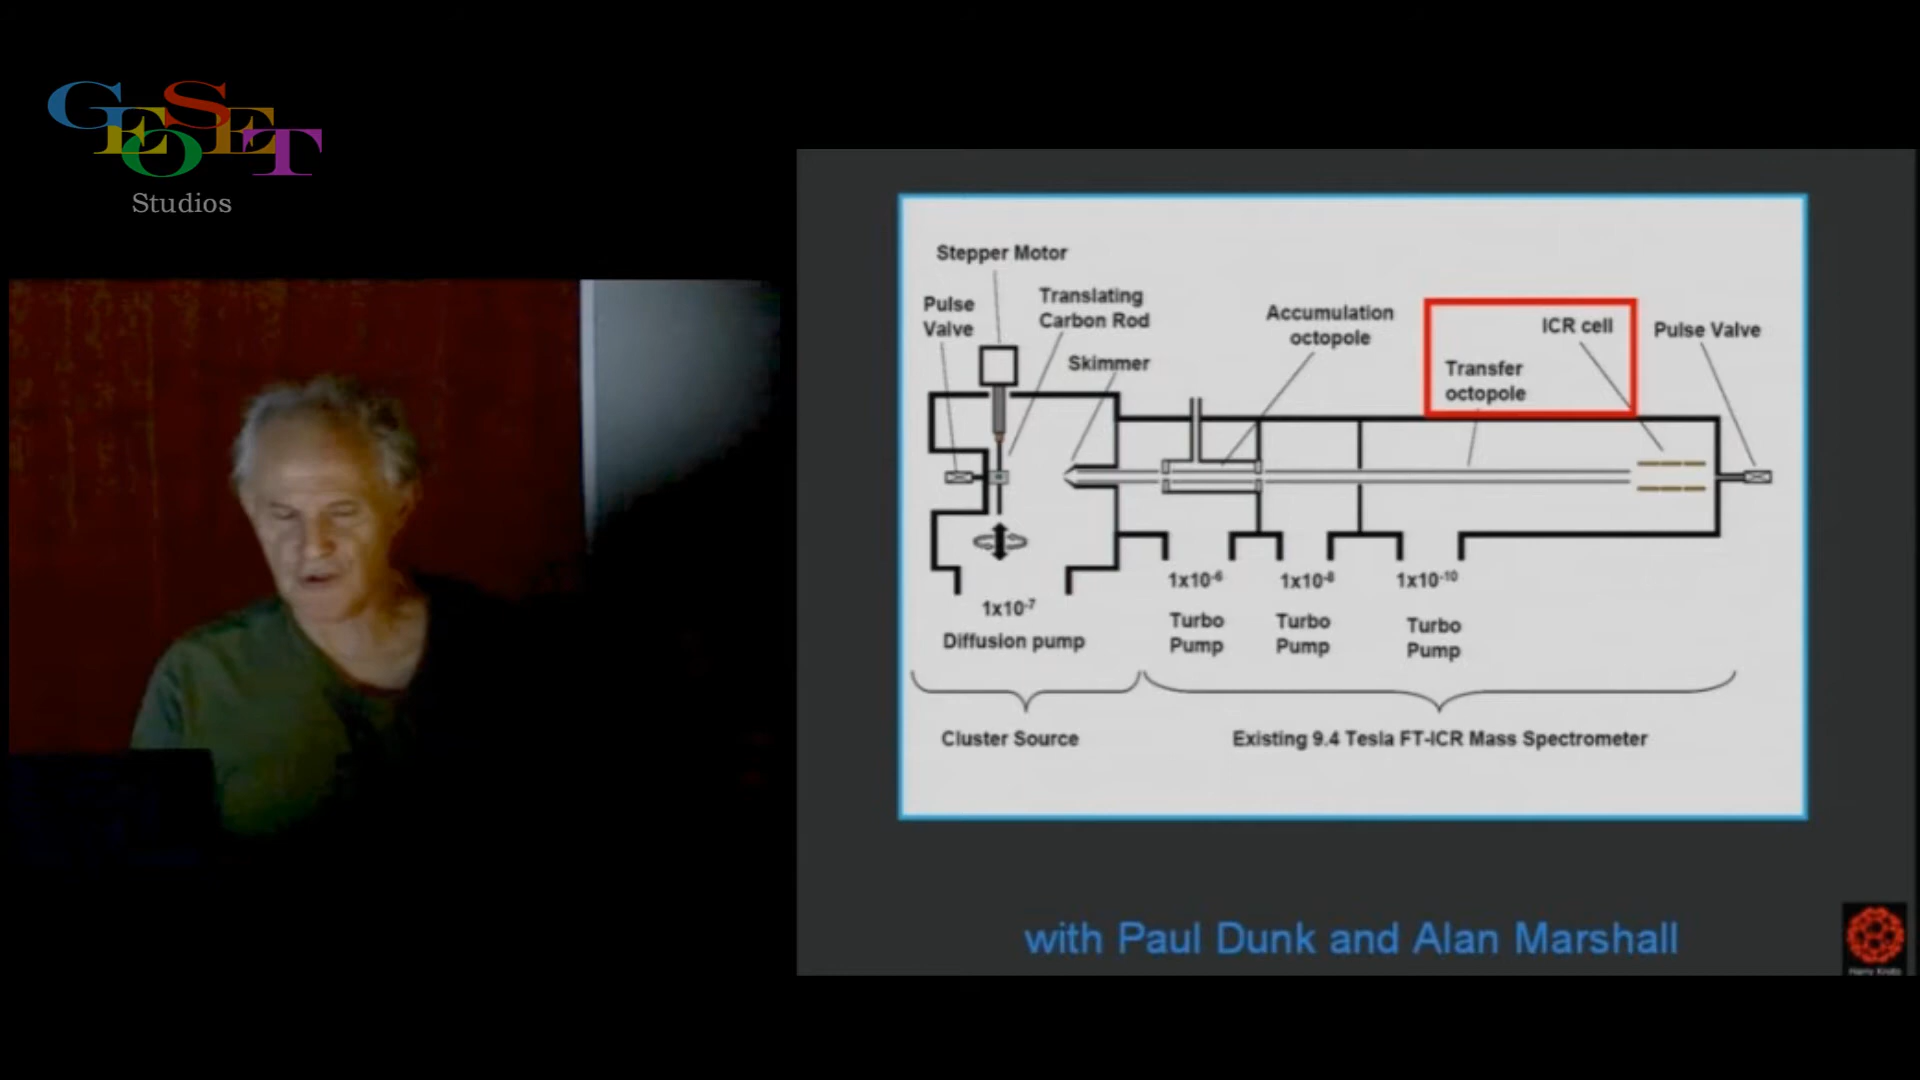 GEOSET
Studios
Stepper Motor
Pulse
Valve
Translating
Carbon Rod
Skimmer
Accumulation
octopole
ICR cell
Transfer
octopole
Pulse Valve
1x10-7
Diffusion pump
1x10-6
Turbo
Pump
1x10-8
Turbo
Pump
1x10-10
Turbo
Pump
Cluster Source
Existing 9.4 Tesla FT-ICR Mass Spectrometer
with Paul Dunk and Alan Marshall
Harry Kroto